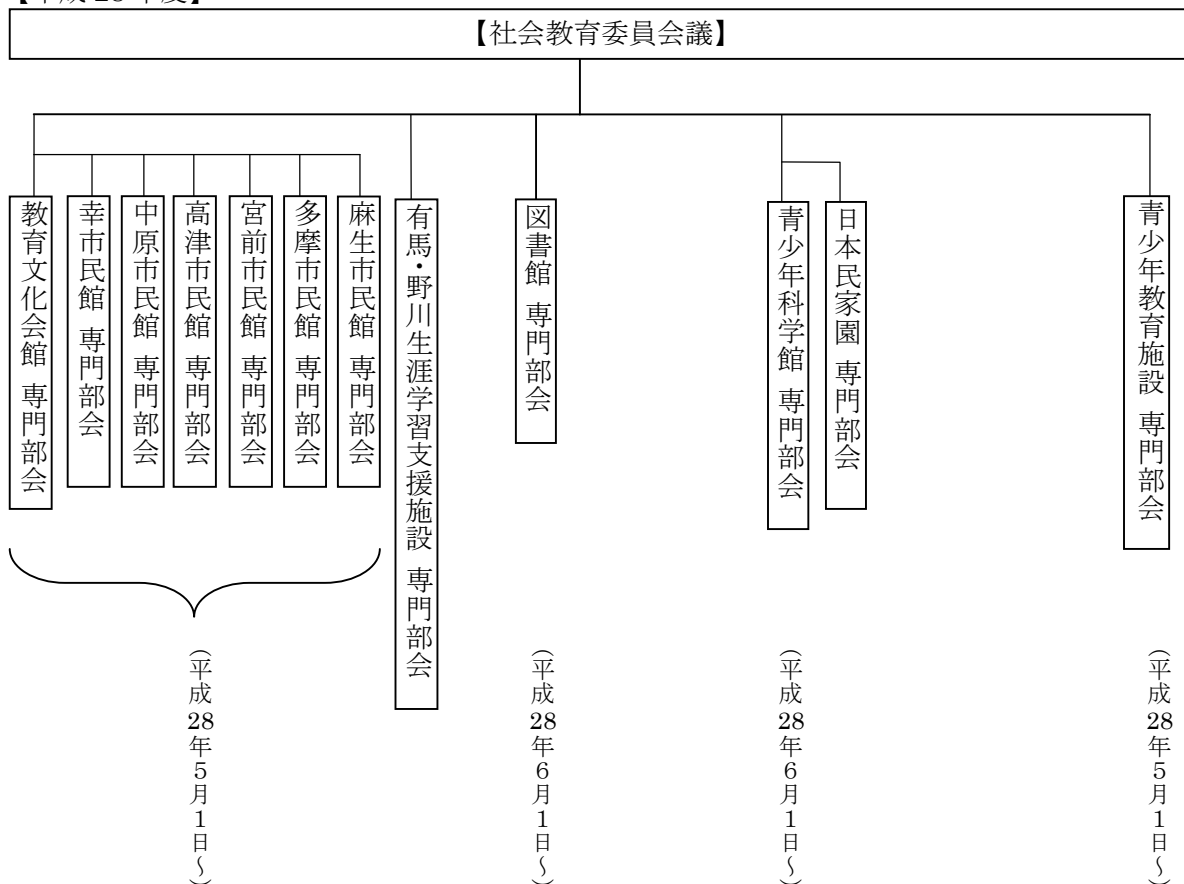 【平成 28 年度】
【社会教育委員会議】
教育文化会館 専門部会
幸市民館 専門部会
中原市民館 専門部会
高津市民館 専門部会
宮前市民館 専門部会
多摩市民館 専門部会
麻生市民館 専門部会
有馬・野川生涯学習支援施設 専門部会
図書館 専門部会
青少年科学館 専門部会
日本民家園 専門部会
青少年教育施設 専門部会
(平成28年5月1日～)
(平成28年6月1日～)
(平成28年6月1日～)
(平成28年5月1日～)